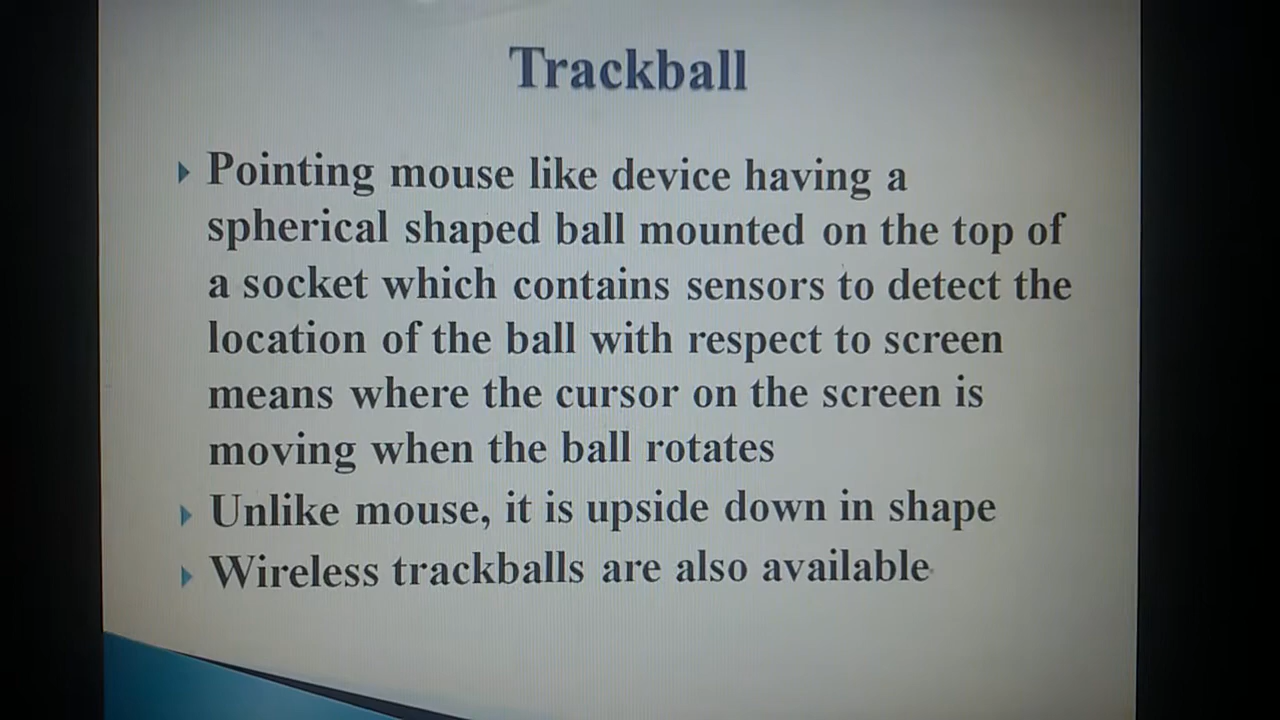 Trackball
Pointing mouse like device having a
spherical shaped ball mounted on the top of
a socket which contains sensors to detect the
location of the ball with respect to screen
means where the cursor on the screen is
moving when the ball rotates
Unlike mouse, it is upside down in shape
Wireless trackballs are also available